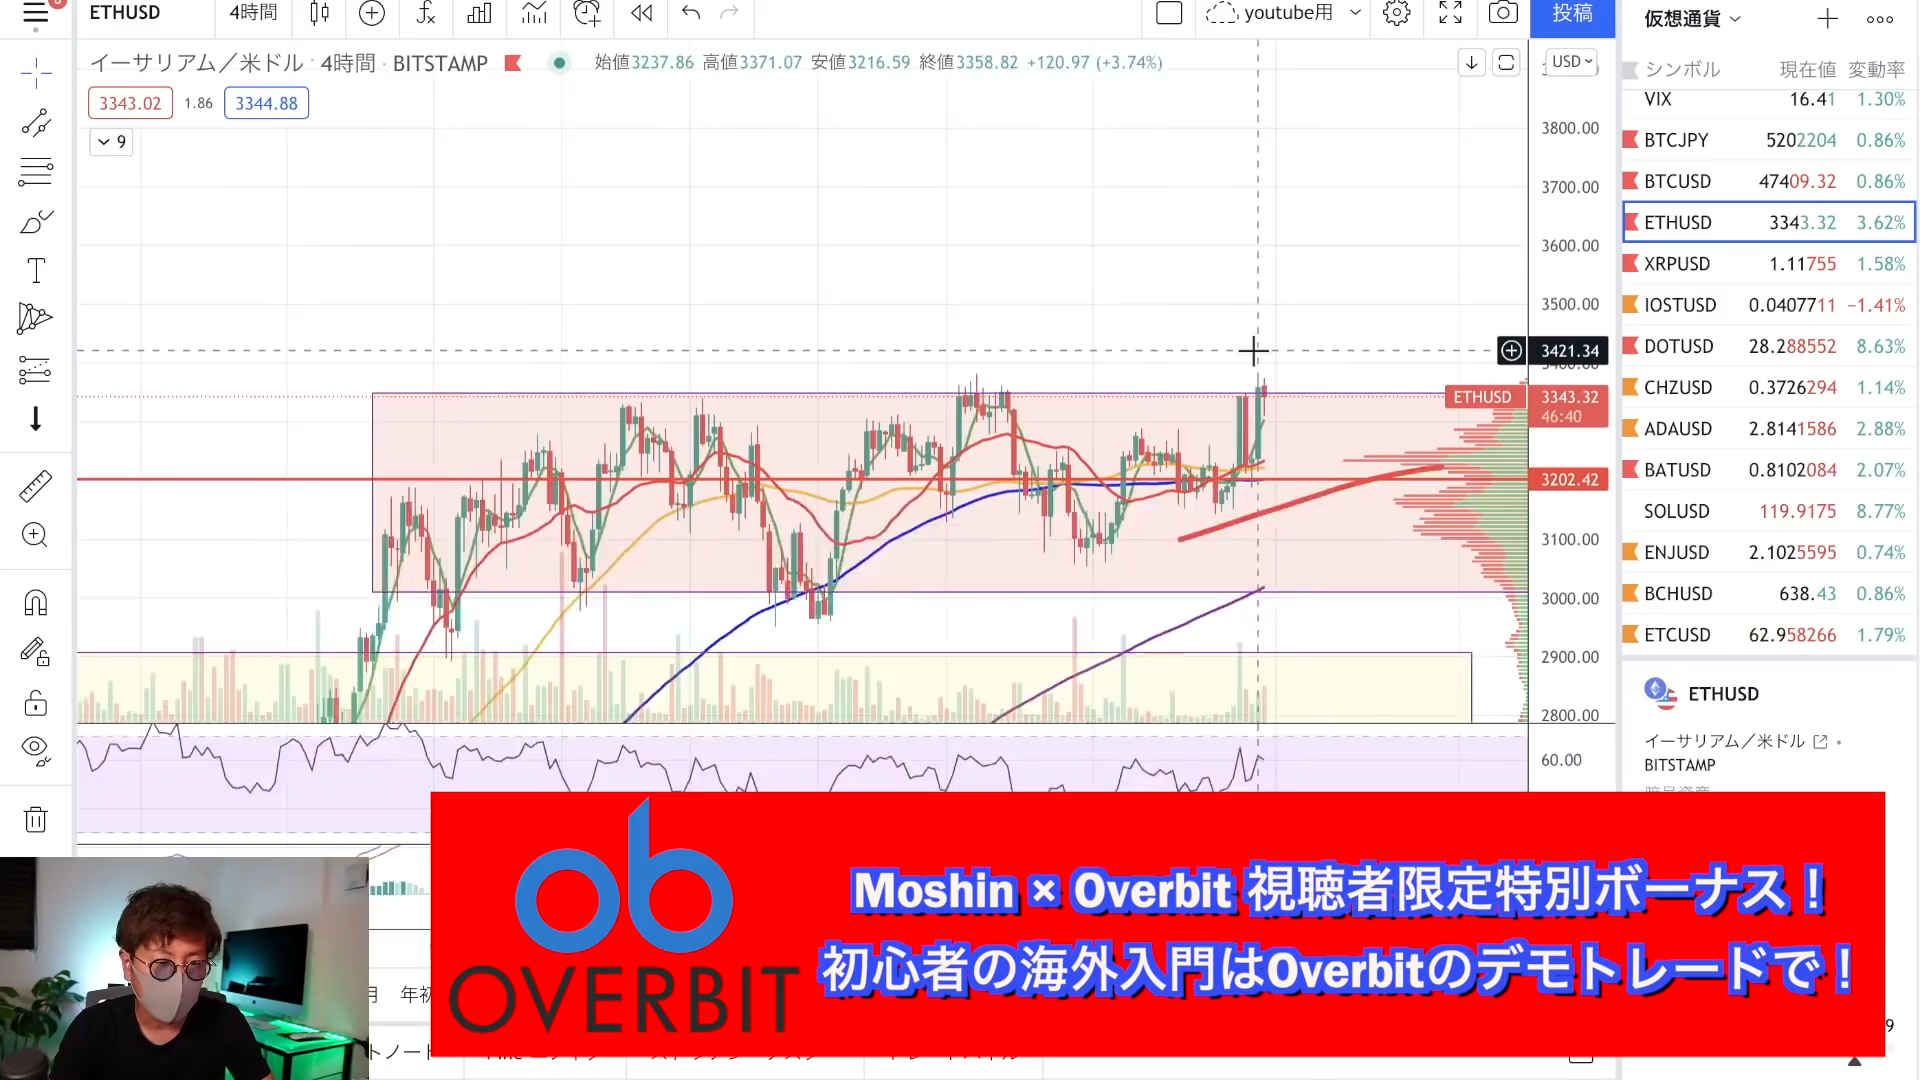 ETHUSD 4時間 youtube用 投稿 仮想通貨
イーサリアム／米ドル · 4時間 · BITSTAMP 始値3237.86 高値3371.07 安値3216.59 終値3358.82 +120.97 (+3.74%)
USD
3343.02 1.86 3344.88
9
3800.00
3700.00
3600.00
3500.00
3421.34
ETHUSD 3343.32
46:40
3202.42
3100.00
3000.00
2900.00
2800.00
60.00
シンボル 現在値 変動率
VIX 16.41 1.30%
BTCJPY 5202204 0.86%
BTCUSD 47409.32 0.86%
ETHUSD 3343.32 3.62%
XRPUSD 1.11755 1.58%
IOSTUSD 0.0407711 −1.41%
DOTUSD 28.288552 8.63%
CHZUSD 0.3726294 1.14%
ADAUSD 2.8141586 2.88%
BATUSD 0.8102084 2.07%
SOLUSD 119.9175 8.77%
ENJUSD 2.1025595 0.74%
BCHUSD 638.43 0.86%
ETCUSD 62.958266 1.79%
ETHUSD
イーサリアム／米ドル
BITSTAMP
ob
OVERBIT
Moshin × Overbit 視聴者限定特別ボーナス！
初心者の海外入門はOverbitのデモトレードで！